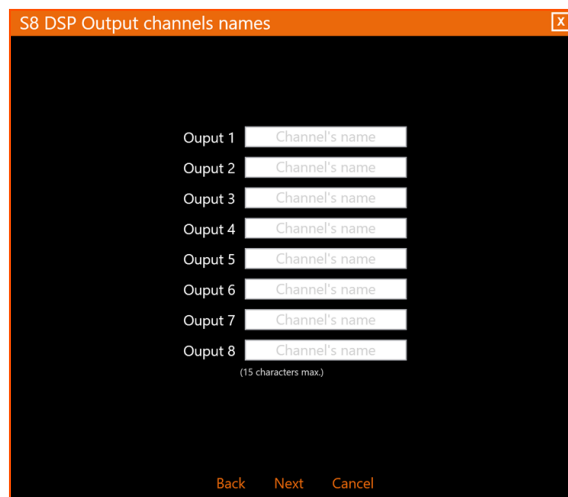 S8 DSP Output channels names X
Ouput 1 Channel's name
Ouput 2 Channel's name
Ouput 3 Channel's name
Ouput 4 Channel's name
Ouput 5 Channel's name
Ouput 6 Channel's name
Ouput 7 Channel's name
Ouput 8 Channel's name
(15 characters max.)
Back Next Cancel